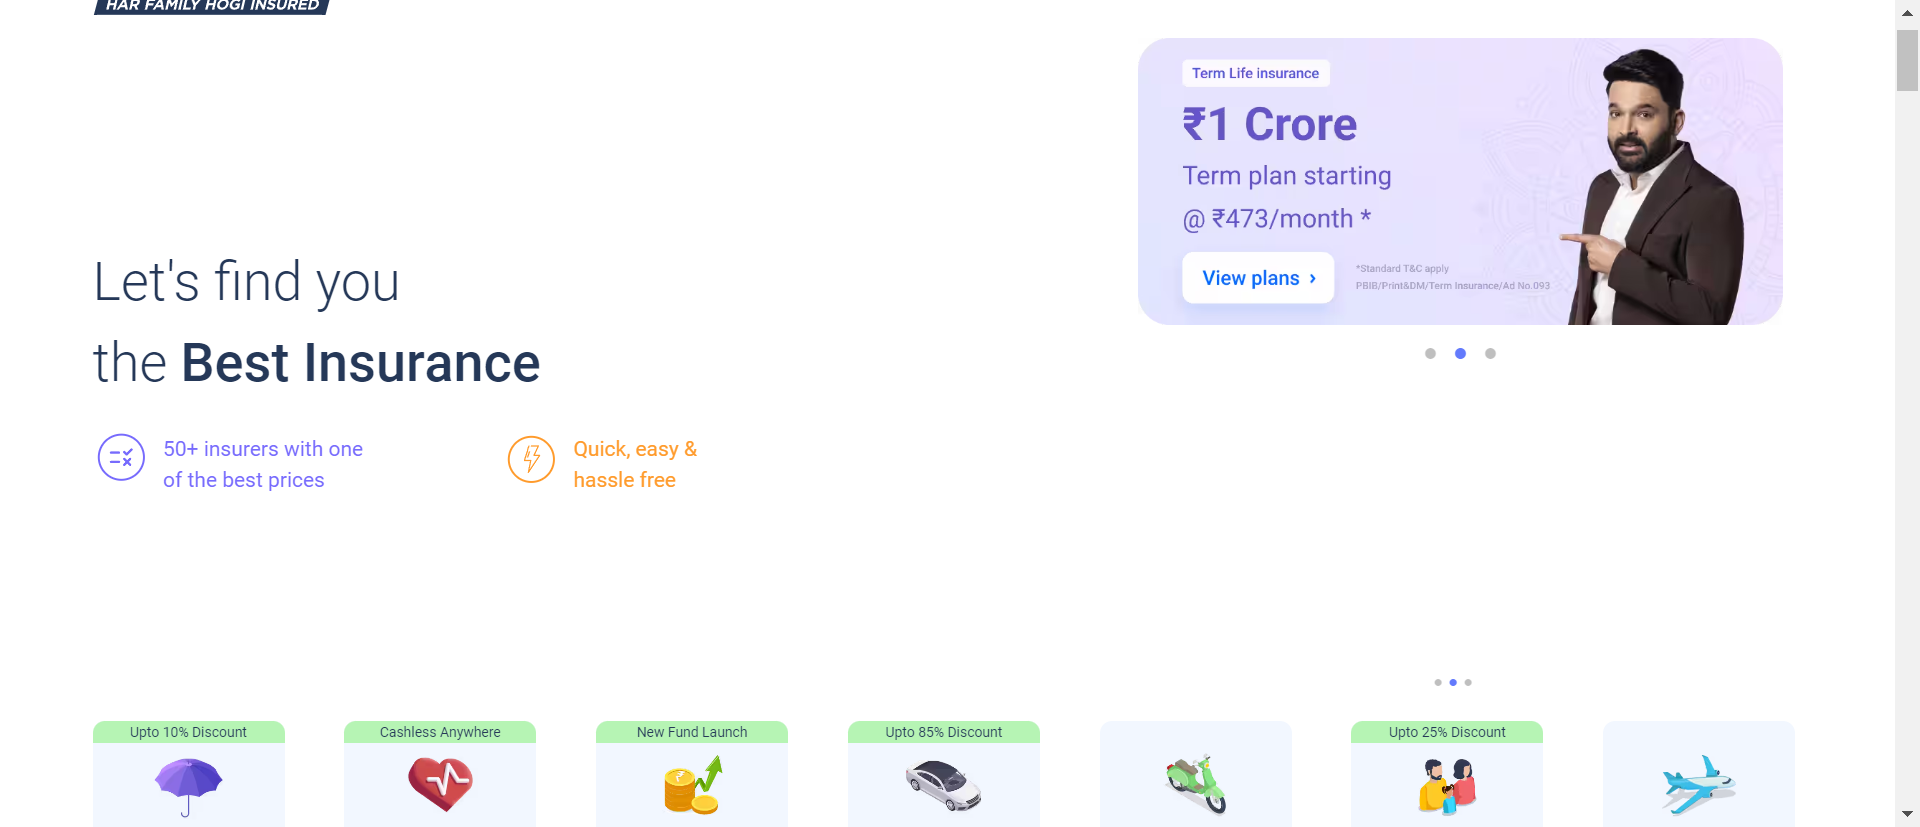 HAR FAMILY HOGI INSURED
Term Life insurance
₹1 Crore
Term plan starting
@ ₹473/month *
View plans ›
*Standard T&C apply
PBIB/Print&DM/Term Insurance/Ad No.093
Let's find you
the Best Insurance
50+ insurers with one
of the best prices
Quick, easy &
hassle free
Upto 10% Discount
Cashless Anywhere
New Fund Launch
Upto 85% Discount
Upto 25% Discount